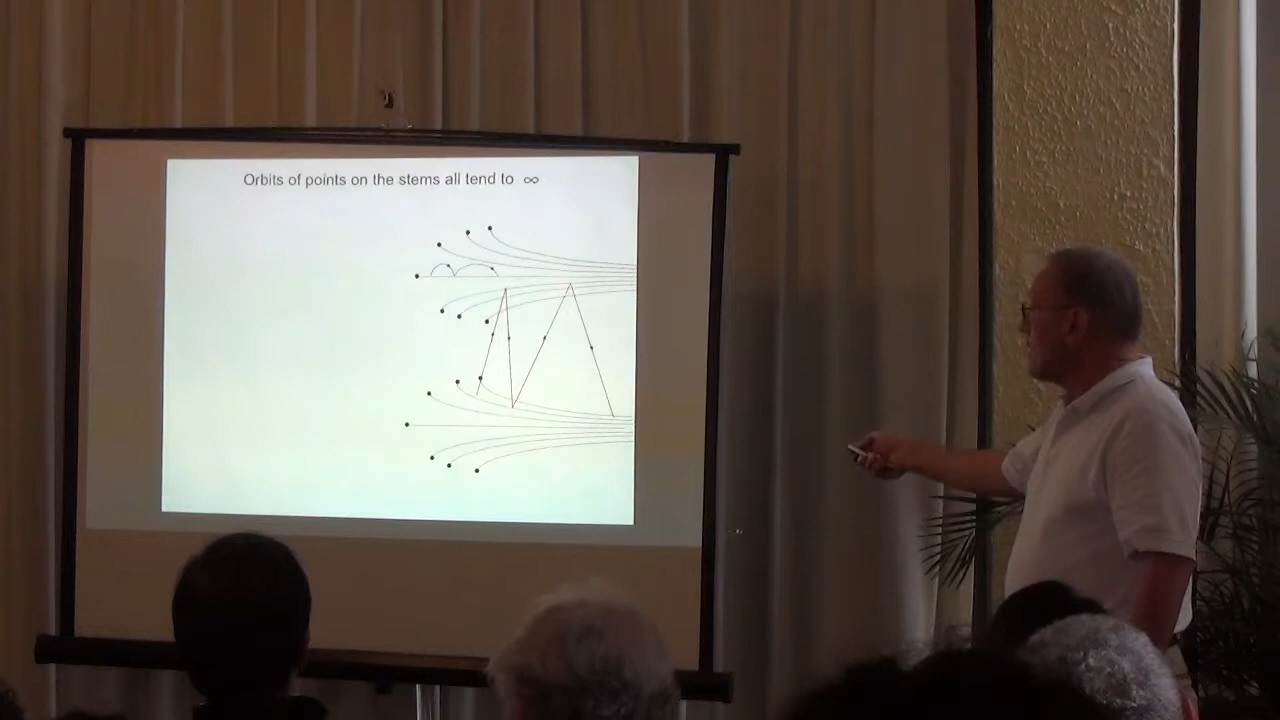 Orbits of points on the stems all tend to ∞